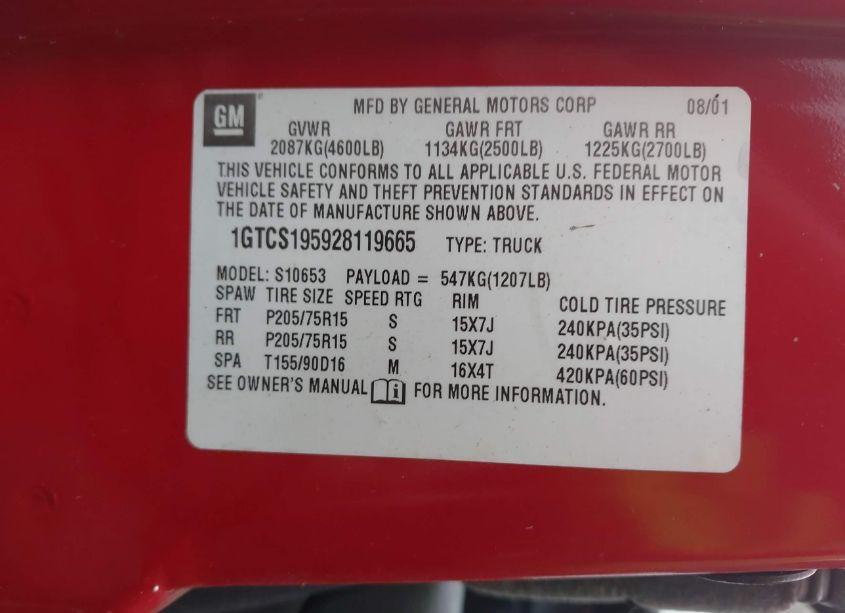 GM
MFD BY GENERAL MOTORS CORP 08/01
GVWR GAWR FRT GAWR RR
2087KG(4600LB) 1134KG(2500LB) 1225KG(2700LB)
THIS VEHICLE CONFORMS TO ALL APPLICABLE U.S. FEDERAL MOTOR
VEHICLE SAFETY AND THEFT PREVENTION STANDARDS IN EFFECT ON
THE DATE OF MANUFACTURE SHOWN ABOVE.
1GTCS195928119665 TYPE: TRUCK
MODEL: S10653 PAYLOAD = 547KG(1207LB)
SPAW TIRE SIZE SPEED RTG RIM COLD TIRE PRESSURE
FRT P205/75R15 S 15X7J 240KPA(35PSI)
RR P205/75R15 S 15X7J 240KPA(35PSI)
SPA T155/90D16 M 16X4T 420KPA(60PSI)
SEE OWNER'S MANUAL FOR MORE INFORMATION.